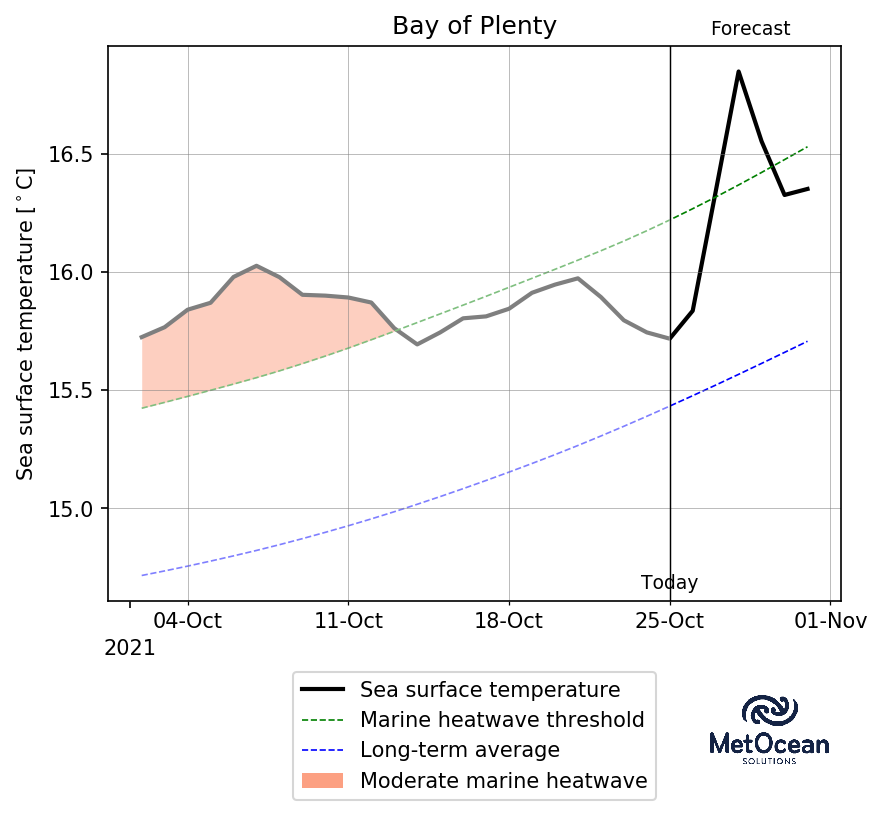 Bay of Plenty
Forecast
Sea surface temperature [°C]
16.5
16.0
15.5
15.0
Today
04-Oct
11-Oct
18-Oct
25-Oct
01-Nov
2021
Sea surface temperature
Marine heatwave threshold
Long-term average
Moderate marine heatwave
MetOcean
SOLUTIONS